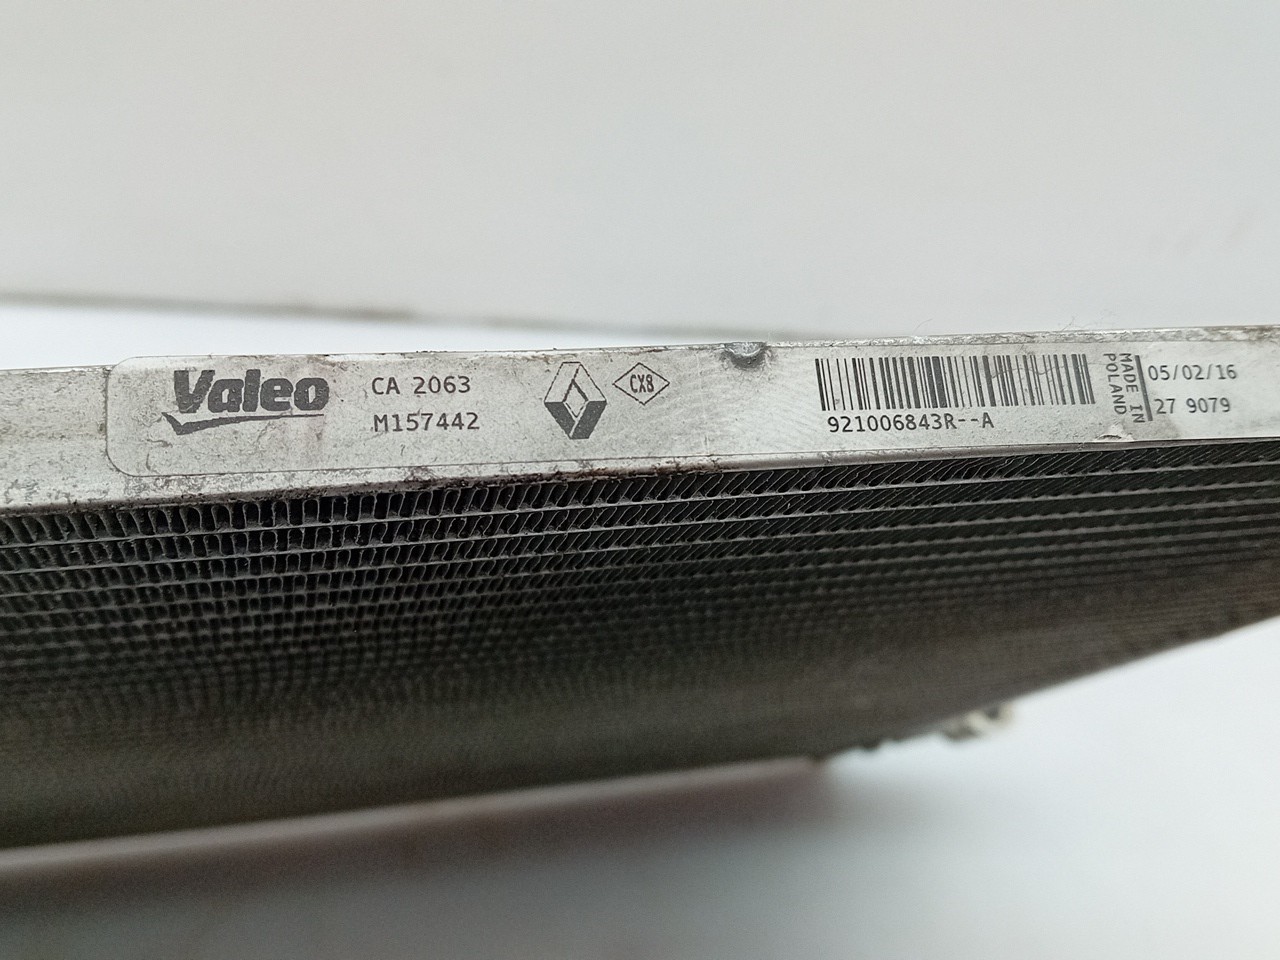 Valeo
CA 2063
M157442
CX8
921006843R--A
MADE IN
POLAND
05/02/16
27 9079